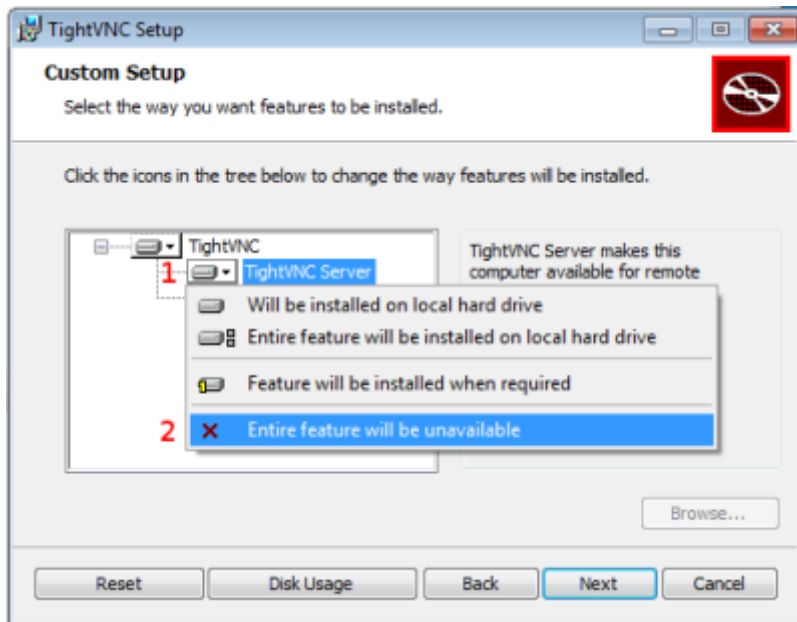 TightVNC Setup
Custom Setup
Select the way you want features to be installed.
Click the icons in the tree below to change the way features will be installed.
TightVNC
1
TightVNC Server
TightVNC Server makes this
computer available for remote
Will be installed on local hard drive
Entire feature will be installed on local hard drive
Feature will be installed when required
2
Entire feature will be unavailable
Browse...
Reset
Disk Usage
Back
Next
Cancel